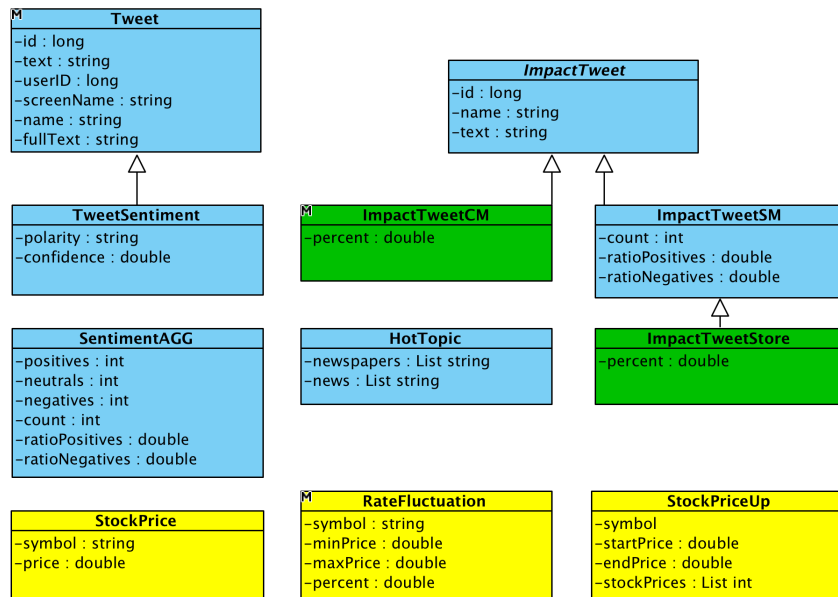 M
Tweet
-id : long
-text : string
-userID : long
-screenName : string
-name : string
-fullText : string
ImpactTweet
-id : long
-name : string
-text : string
TweetSentiment
-polarity : string
-confidence : double
M
ImpactTweetCM
-percent : double
ImpactTweetSM
-count : int
-ratioPositives : double
-ratioNegatives : double
SentimentAGG
-positives : int
-neutrals : int
-negatives : int
-count : int
-ratioPositives : double
-ratioNegatives : double
HotTopic
-newspapers : List string
-news : List string
ImpactTweetStore
-percent : double
StockPrice
-symbol : string
-price : double
M
RateFluctuation
-symbol : string
-minPrice : double
-maxPrice : double
-percent : double
StockPriceUp
-symbol
-startPrice : double
-endPrice : double
-stockPrices : List int